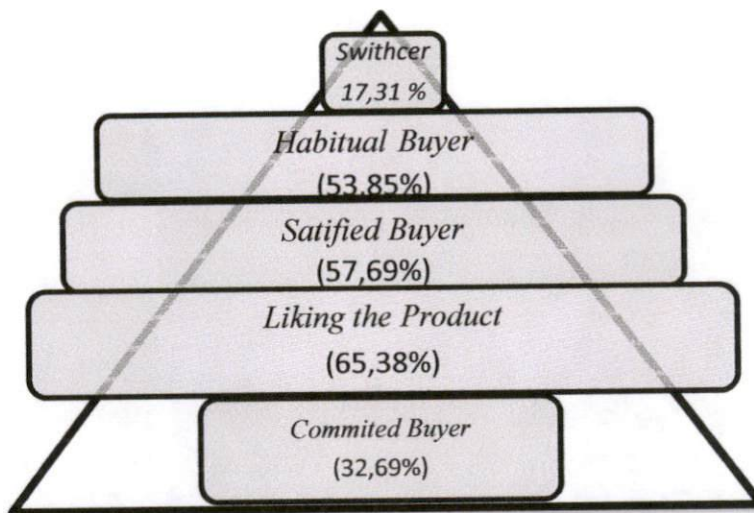 Swithcer
17,31 %
Habitual Buyer
(53.85%)
Satified Buyer
(57,69%)
Liking the Product
(65,38%)
Commited Buyer
(32,69%)